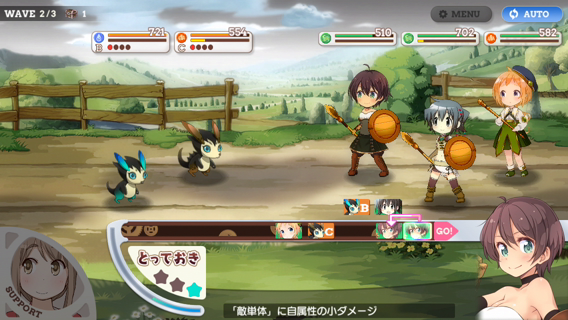 WAVE 2/3 1
MENU
AUTO
721
B
554
C
510
702
582
B
C
GO!
とっておき
SUPPORT
「敵単体」に自属性の小ダメージ